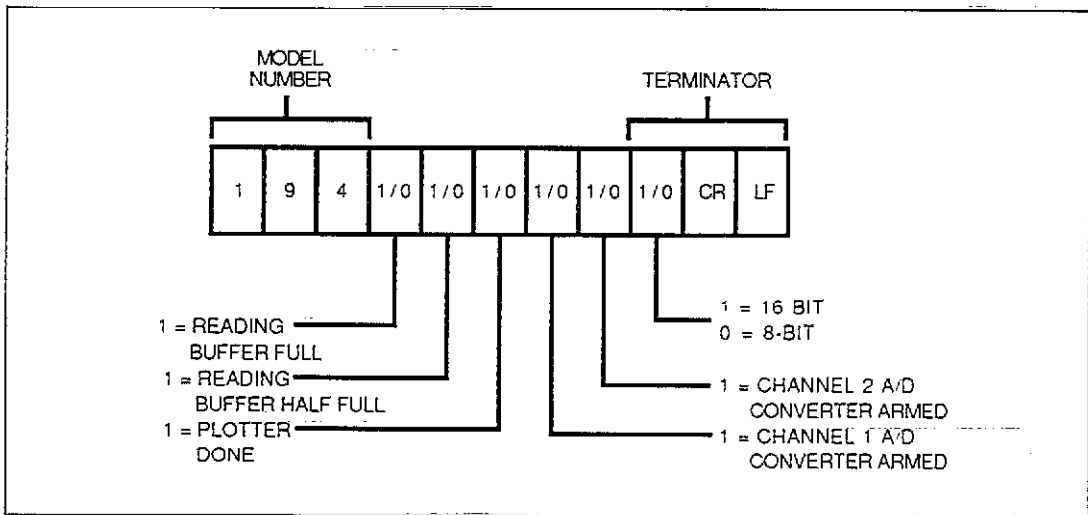 MODEL
NUMBER
TERMINATOR
1 9 4 1/0 1/0 1/0 1/0 1/0 1/0 CR LF
1 = READING
BUFFER FULL
1 = READING
BUFFER HALF FULL
1 = PLOTTER
DONE
1 = 16 BIT
0 = 8-BIT
1 = CHANNEL 2 A/D
CONVERTER ARMED
1 = CHANNEL 1 A/D
CONVERTER ARMED